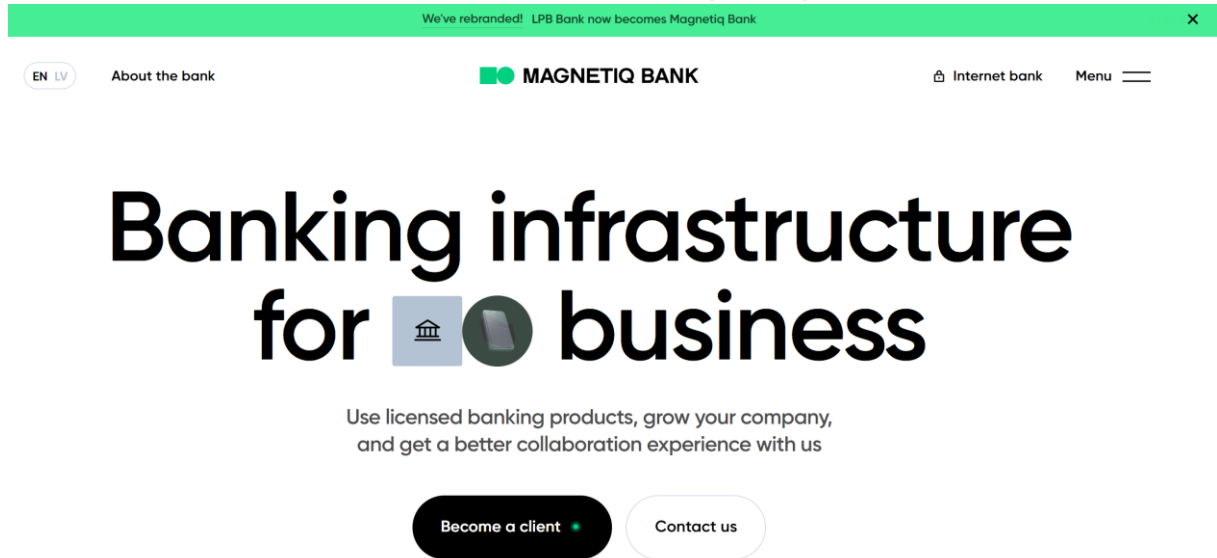 We've rebranded! LPB Bank now becomes Magnetiq Bank
EN LV
About the bank
MAGNETIQ BANK
Internet bank
Menu
Banking infrastructure
for business
Use licensed banking products, grow your company,
and get a better collaboration experience with us
Become a client
Contact us